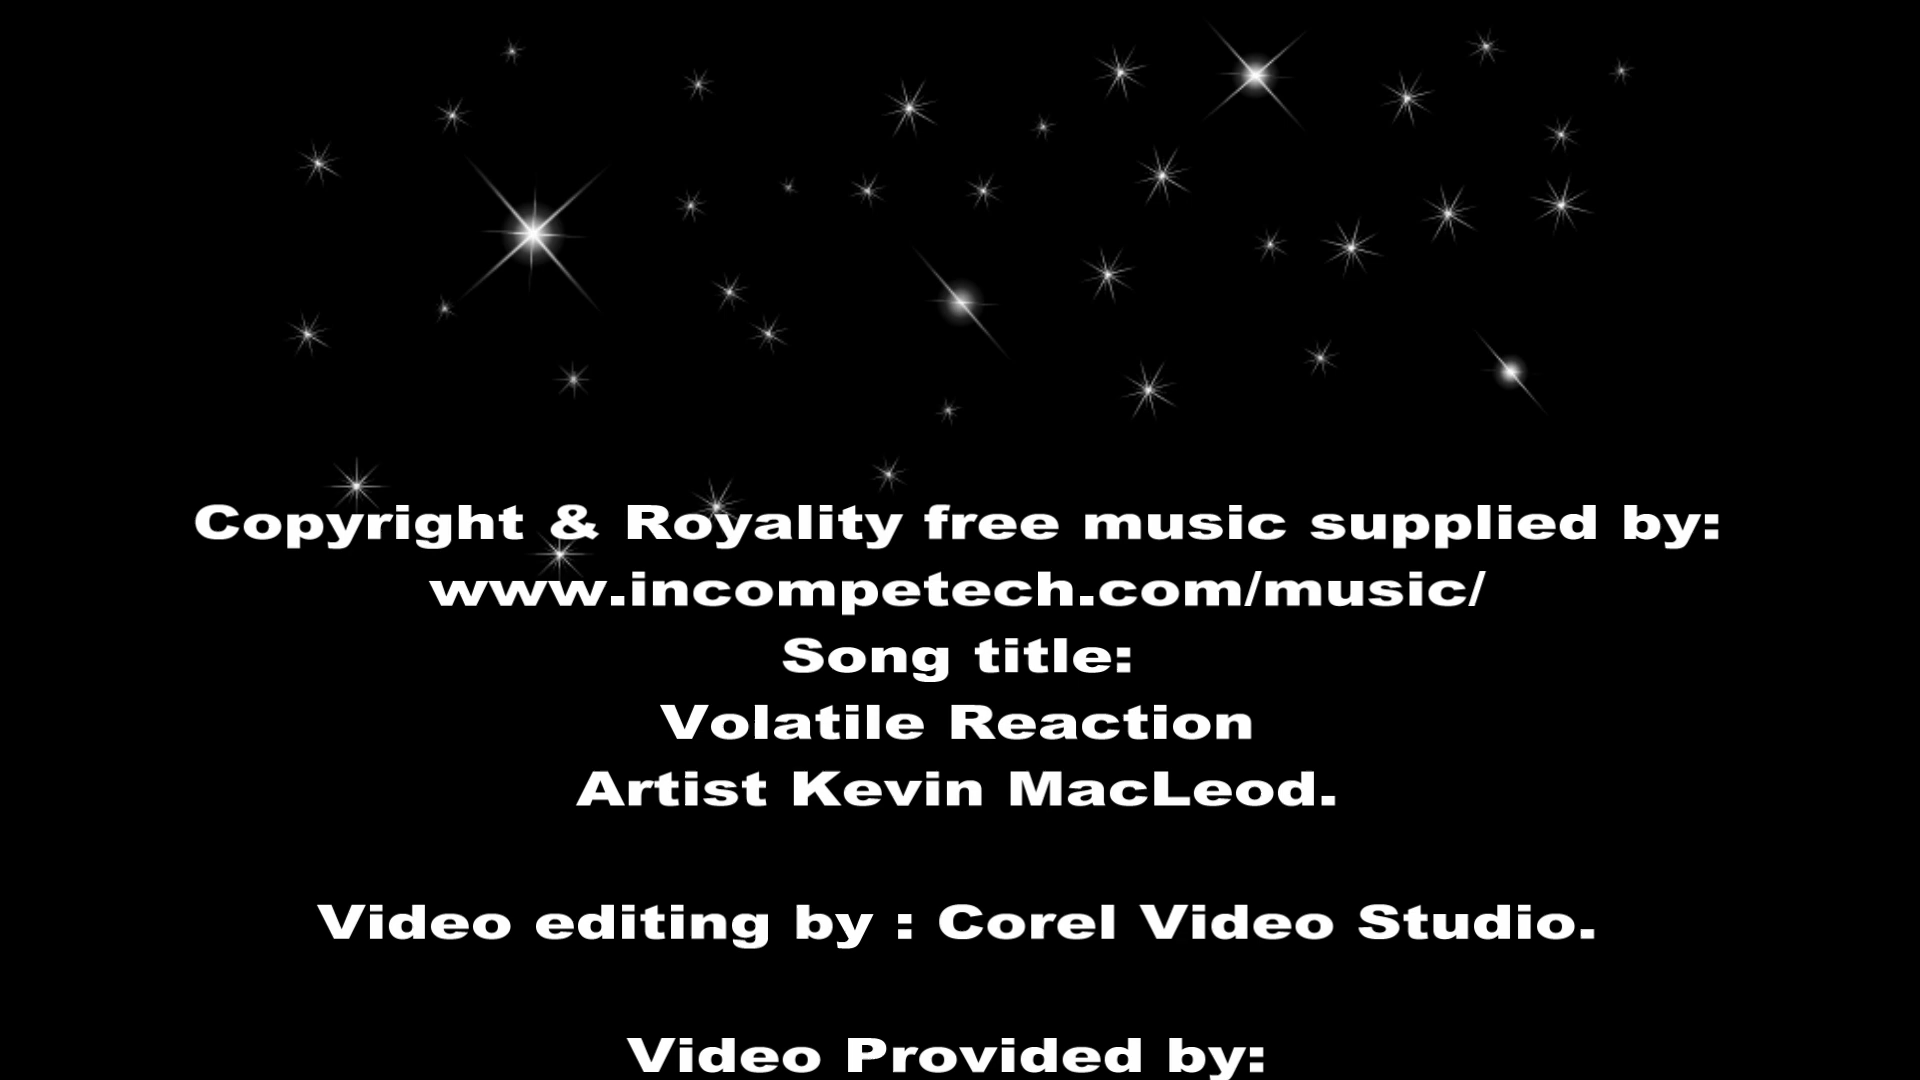 Copyright & Royality free music supplied by:
www.incompetech.com/music/
Song title:
Volatile Reaction
Artist Kevin MacLeod.
Video editing by : Corel Video Studio.
Video Provided by: